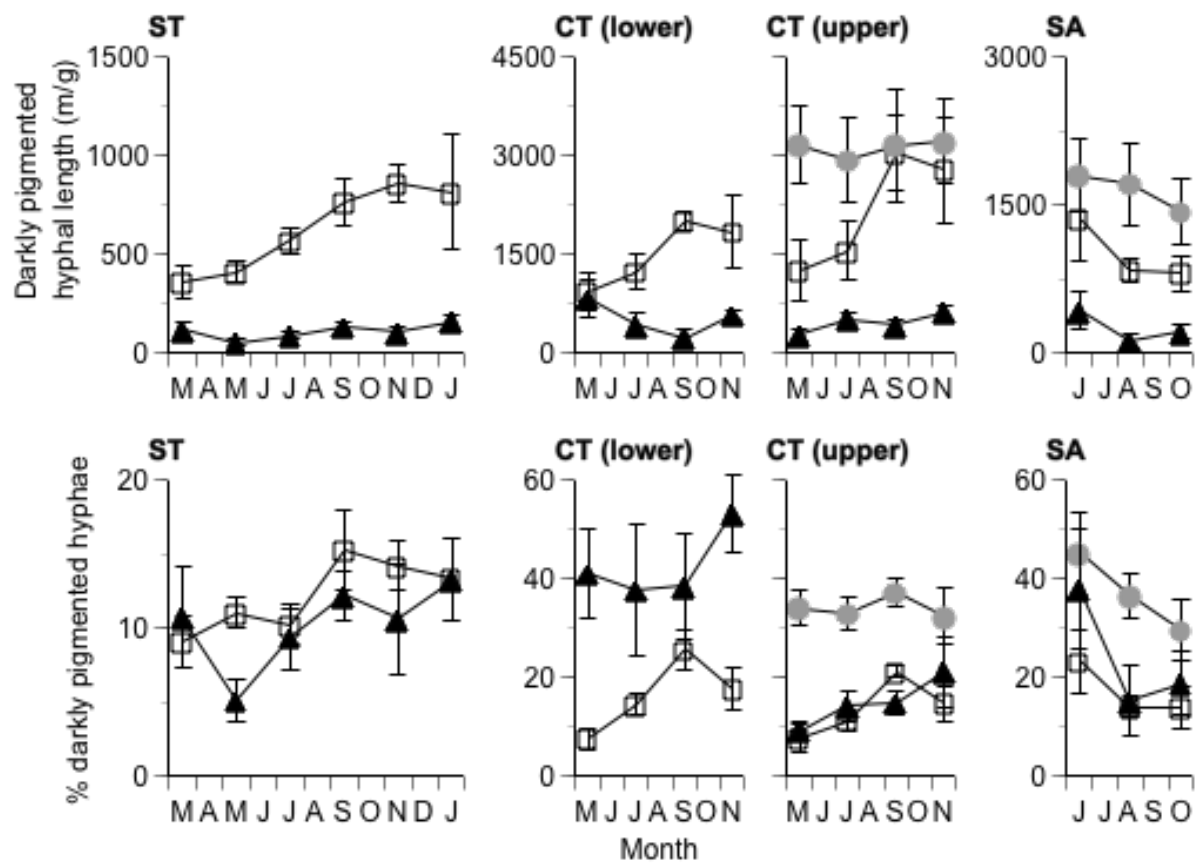 ST CT (lower) CT (upper) SA
Darkly pigmented
hyphal length (m/g)
1500 4500 3000
1000 3000
500 1500 1500
0 0 0
M A M J J A S O N D J M J J A S O N M J J A S O N J J A S O
ST CT (lower) CT (upper) SA
% darkly pigmented hyphae
20 60 60
40 40
10
20 20
0 0 0
M A M J J A S O N D J M J J A S O N M J J A S O N J J A S O
Month